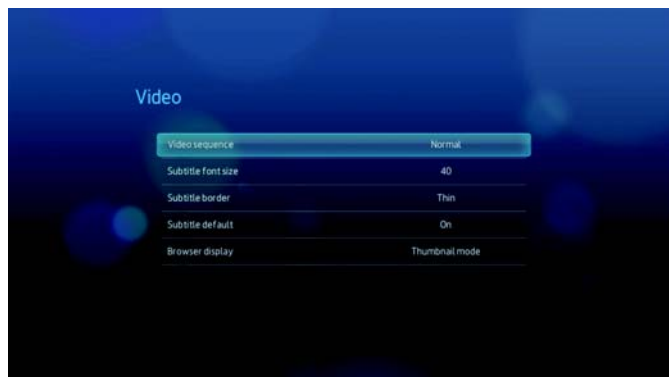 Video
Video sequence Normal
Subtitle font size 40
Subtitle border Thin
Subtitle default On
Browser display Thumbnail mode